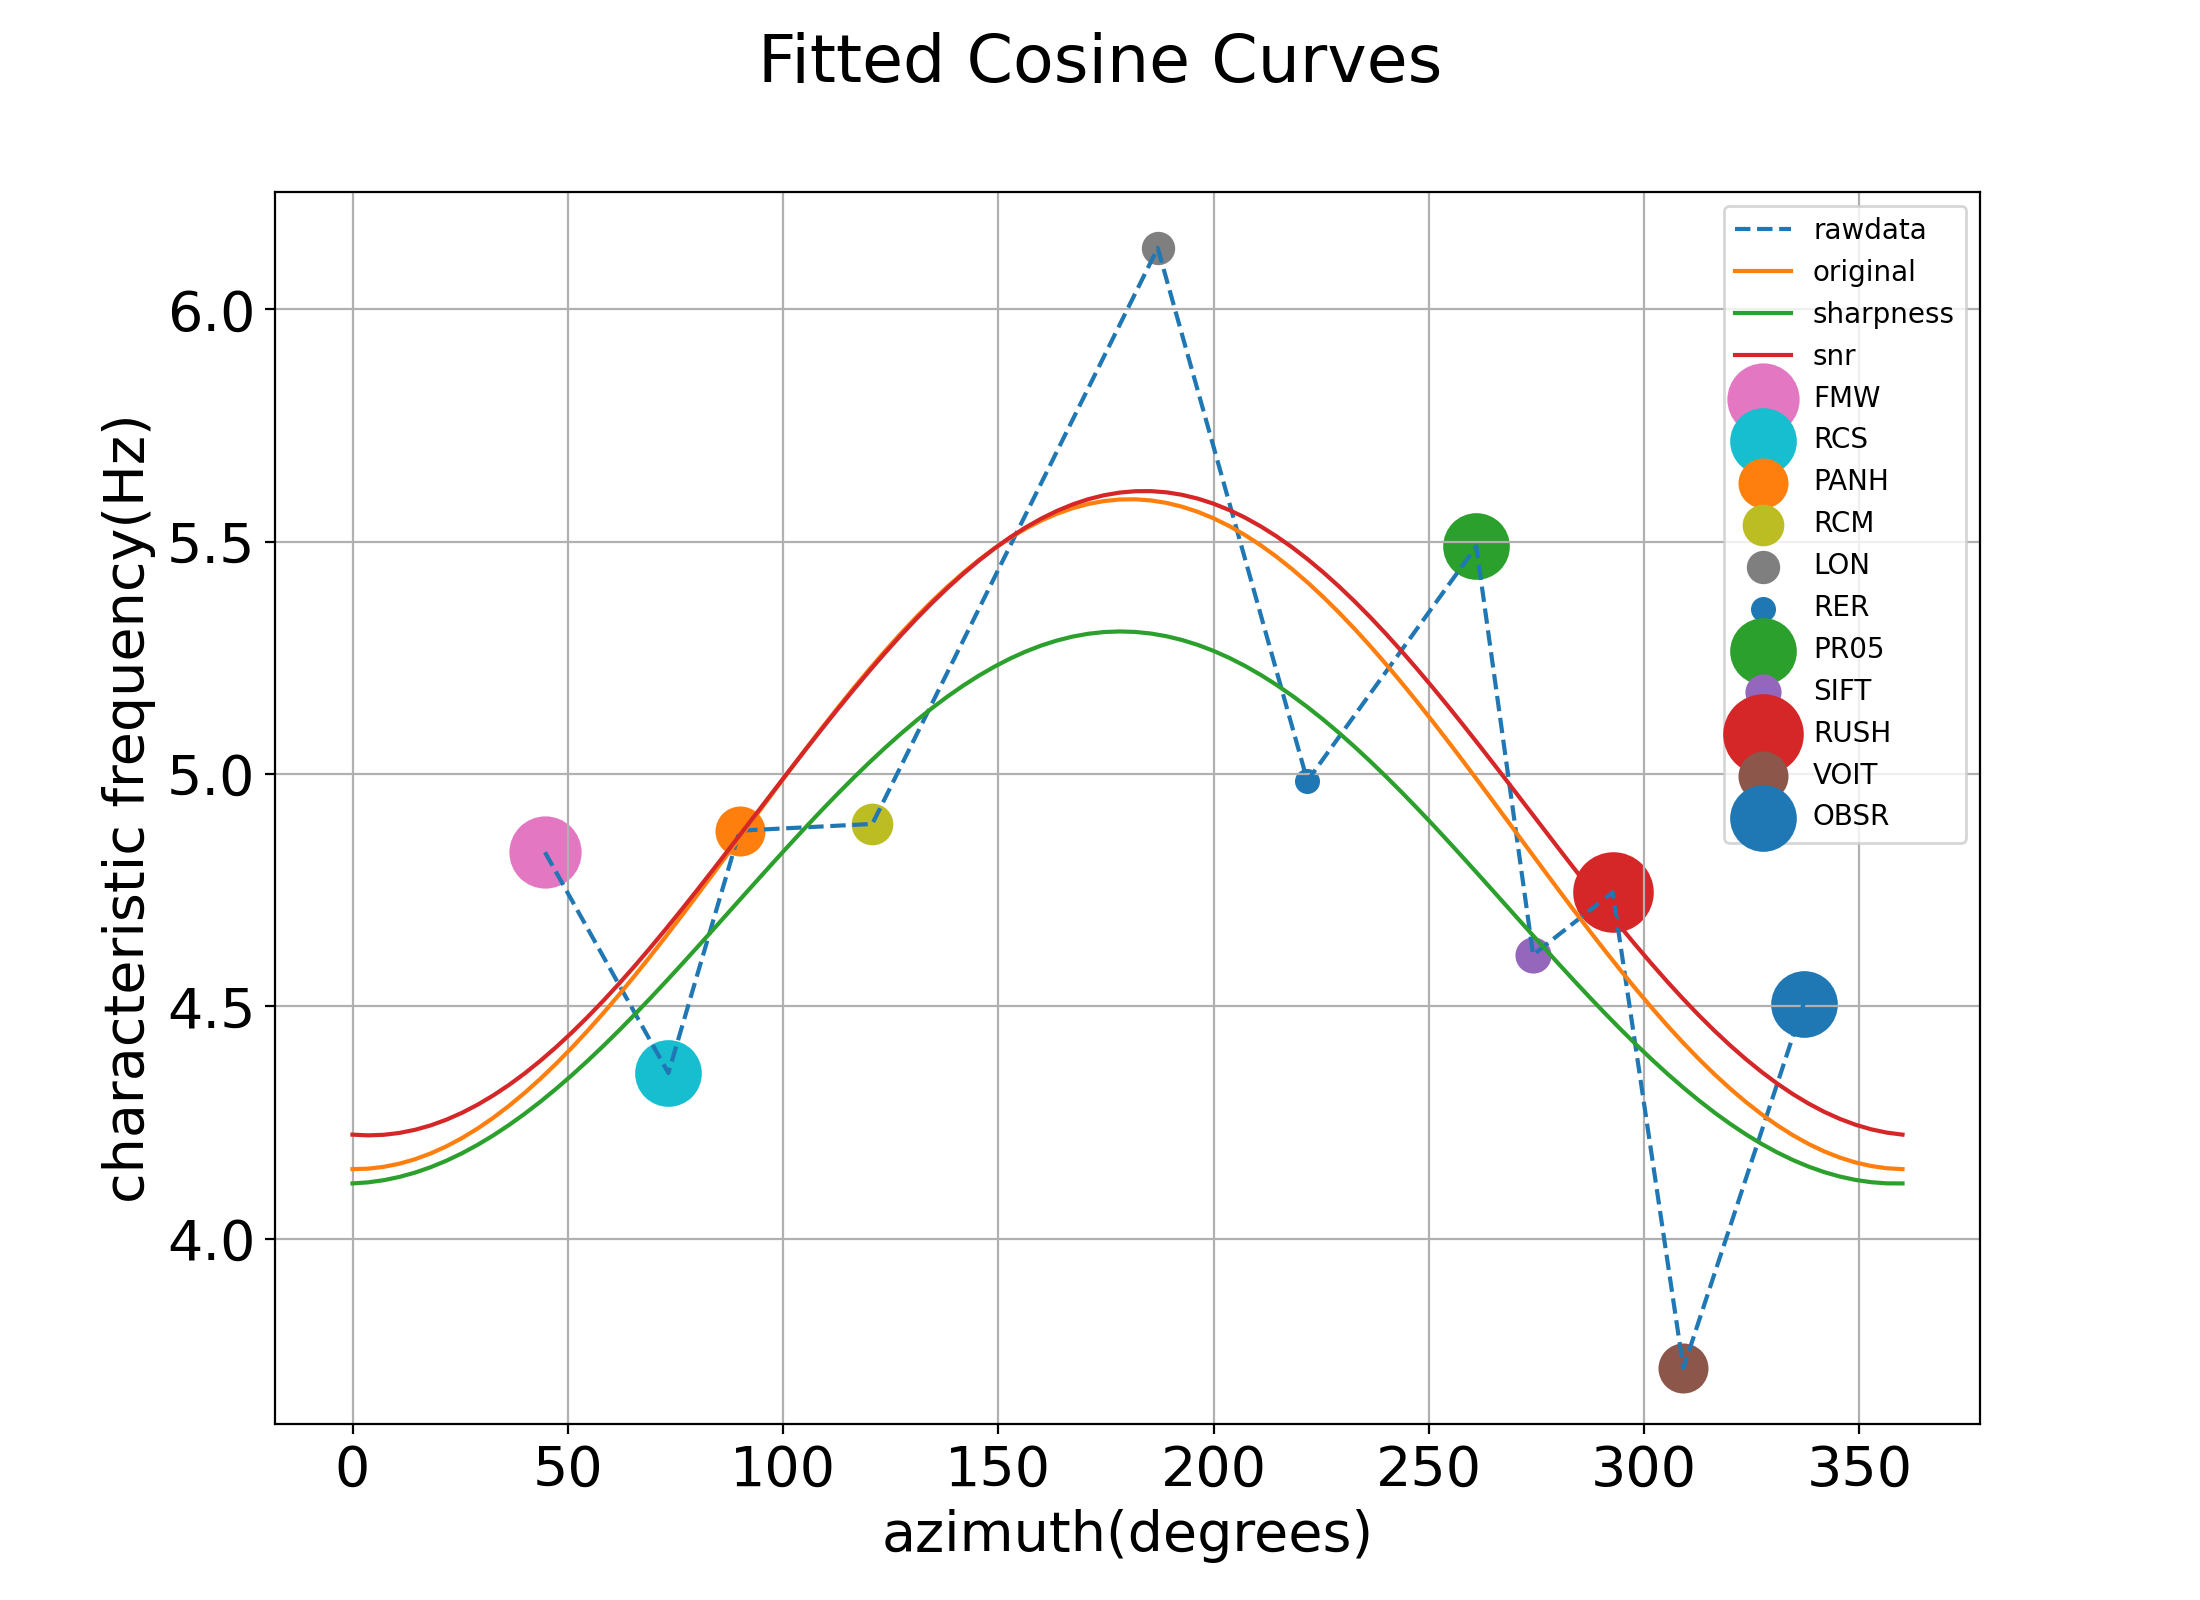 Fitted Cosine Curves
characteristic frequency(Hz)
6.0
5.5
5.0
4.5
4.0
rawdata
original
sharpness
snr
FMW
RCS
PANH
RCM
LON
RER
PR05
SIFT
RUSH
VOIT
OBSR
0 50 100 150 200 250 300 350
azimuth(degrees)